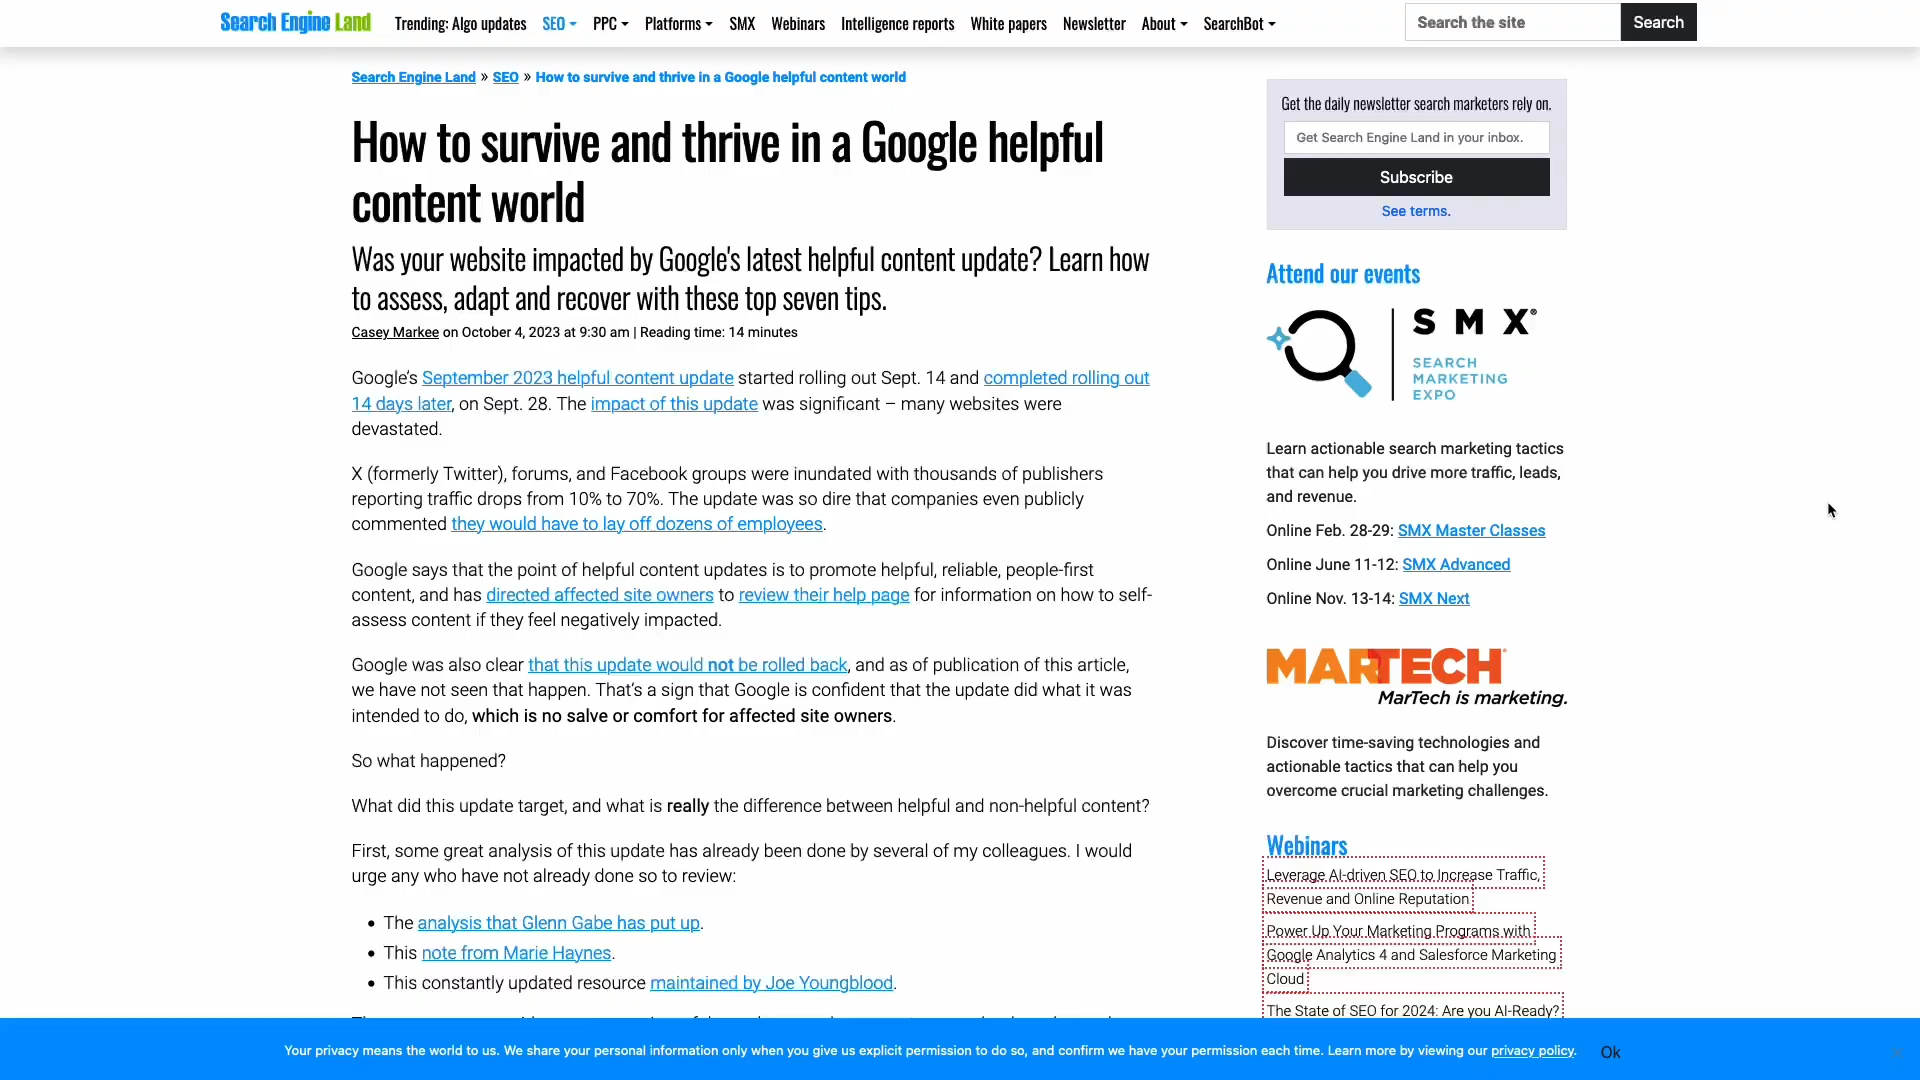 Search Engine Land
Trending: Algo updates SEO PPC Platforms SMX Webinars Intelligence reports White papers Newsletter About SearchBot
Search the site
Search
Search Engine Land » SEO » How to survive and thrive in a Google helpful content world
How to survive and thrive in a Google helpful
content world
Was your website impacted by Google's latest helpful content update? Learn how
to assess, adapt and recover with these top seven tips.
Casey Markee on October 4, 2023 at 9:30 am | Reading time: 14 minutes
Google’s September 2023 helpful content update started rolling out Sept. 14 and completed rolling out
14 days later, on Sept. 28. The impact of this update was significant – many websites were
devastated.
X (formerly Twitter), forums, and Facebook groups were inundated with thousands of publishers
reporting traffic drops from 10% to 70%. The update was so dire that companies even publicly
commented they would have to lay off dozens of employees.
Google says that the point of helpful content updates is to promote helpful, reliable, people-first
content, and has directed affected site owners to review their help page for information on how to self-
assess content if they feel negatively impacted.
Google was also clear that this update would not be rolled back, and as of publication of this article,
we have not seen that happen. That’s a sign that Google is confident that the update did what it was
intended to do, which is no salve or comfort for affected site owners.
So what happened?
What did this update target, and what is really the difference between helpful and non-helpful content?
First, some great analysis of this update has already been done by several of my colleagues. I would
urge any who have not already done so to review:
The analysis that Glenn Gabe has put up.
This note from Marie Haynes.
This constantly updated resource maintained by Joe Youngblood.
Get the daily newsletter search marketers rely on.
Get Search Engine Land in your inbox.
Subscribe
See terms.
Attend our events
SMX®
SEARCH
MARKETING
EXPO
Learn actionable search marketing tactics
that can help you drive more traffic, leads,
and revenue.
Online Feb. 28-29: SMX Master Classes
Online June 11-12: SMX Advanced
Online Nov. 13-14: SMX Next
MARTECH®
MarTech is marketing.
Discover time-saving technologies and
actionable tactics that can help you
overcome crucial marketing challenges.
Webinars
Leverage AI-driven SEO to Increase Traffic,
Revenue and Online Reputation
Power Up Your Marketing Programs with
Google Analytics 4 and Salesforce Marketing
Cloud
The State of SEO for 2024: Are you AI-Ready?
Your privacy means the world to us. We share your personal information only when you give us explicit permission to do so, and confirm we have your permission each time. Learn more by viewing our privacy policy.
Ok